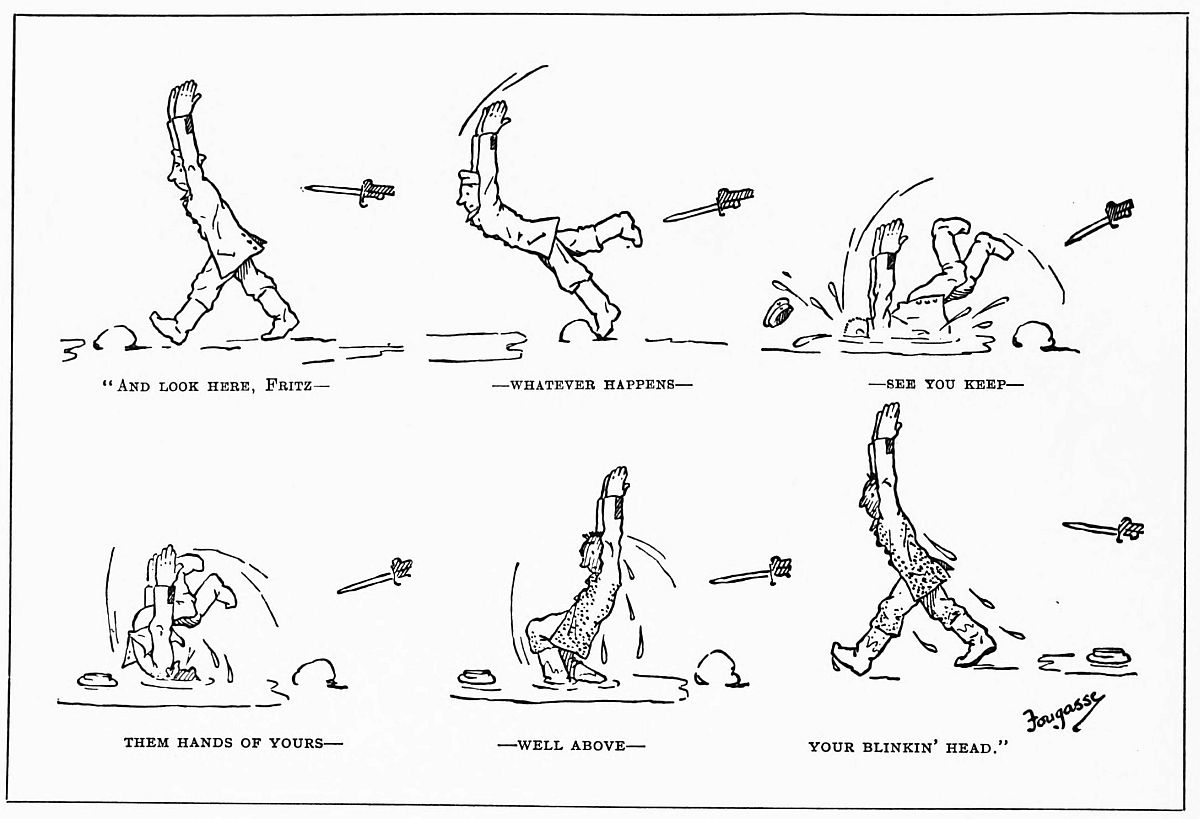 “And look here, Fritz—
—whatever happens—
—see you keep—
them hands of yours—
—well above—
your blinkin’ head.”
Fougasse